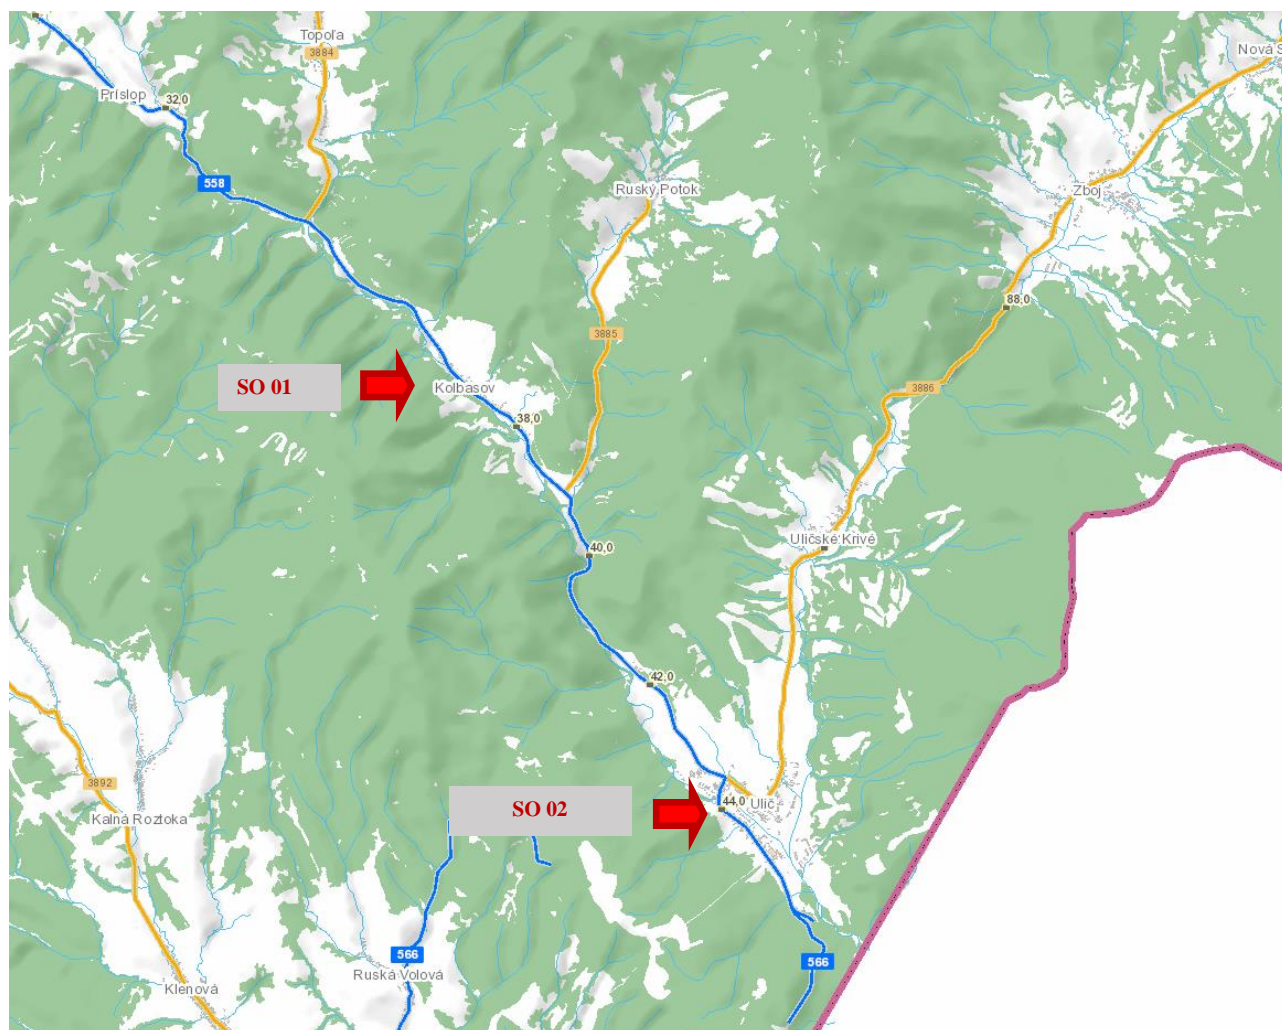 Topoľa
3884
Nová S
Príslop
32,0
558
Ruský Potok
Zboj
88,0
3885
SO 01
Kolbasov
3886
38,0
Uličské Krivé
40,0
42,0
3892
44,0
Ulič
SO 02
Kalná Roztoka
566
566
Ruská Volová
Klenová